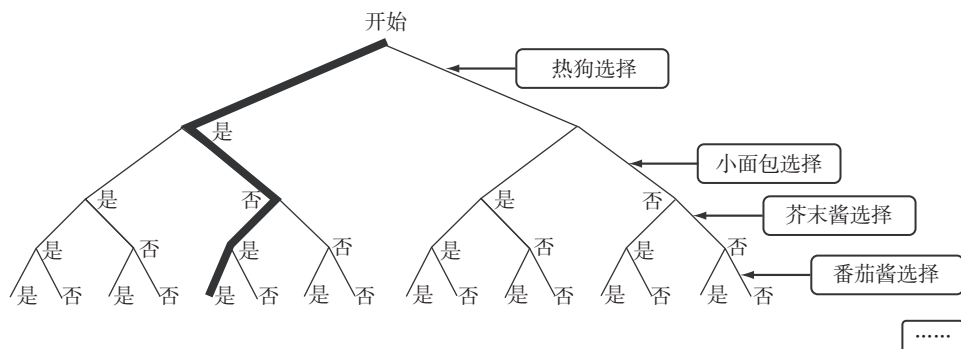 开始
热狗选择
是
小面包选择
是 否 是 否
芥末酱选择
是 否 是 否 是 否 是 否
番茄酱选择
是 否 是 否 是 否 是 否 是 否 是 否 是 否 是 否
……